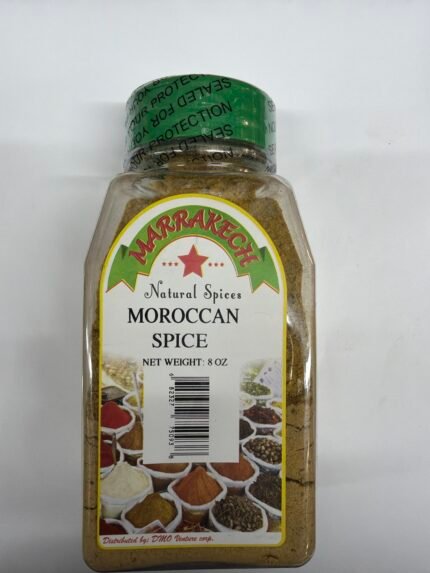 SEALED FOR YOUR PROTECTION
MARRAKECH
Natural Spices
MOROCCAN
SPICE
NET WEIGHT: 8 OZ
Distributed by: DMO Venture corp.